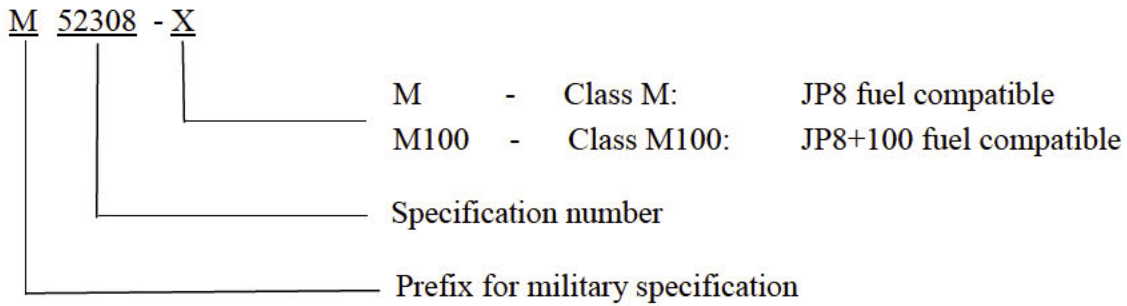 M 52308 - X
M - Class M: JP8 fuel compatible
M100 - Class M100: JP8+100 fuel compatible
Specification number
Prefix for military specification